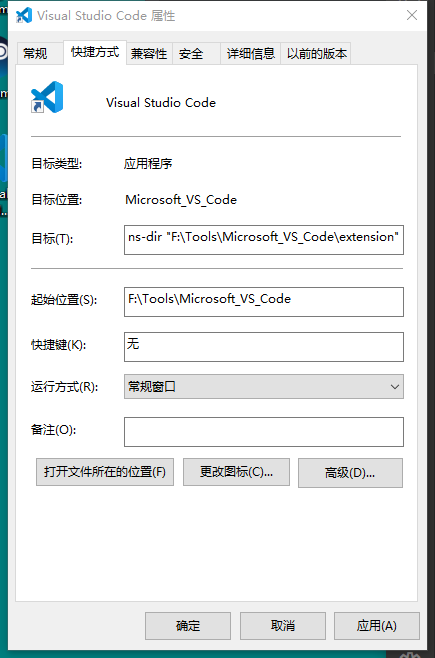 Visual Studio Code 属性
常规 快捷方式 兼容性 安全 详细信息 以前的版本
Visual Studio Code
目标类型: 应用程序
目标位置: Microsoft_VS_Code
目标(T): ns-dir "F:\Tools\Microsoft_VS_Code\extension"
起始位置(S): F:\Tools\Microsoft_VS_Code
快捷键(K): 无
运行方式(R): 常规窗口
备注(O):
打开文件所在的位置(F) 更改图标(C)... 高级(D)...
确定 取消 应用(A)